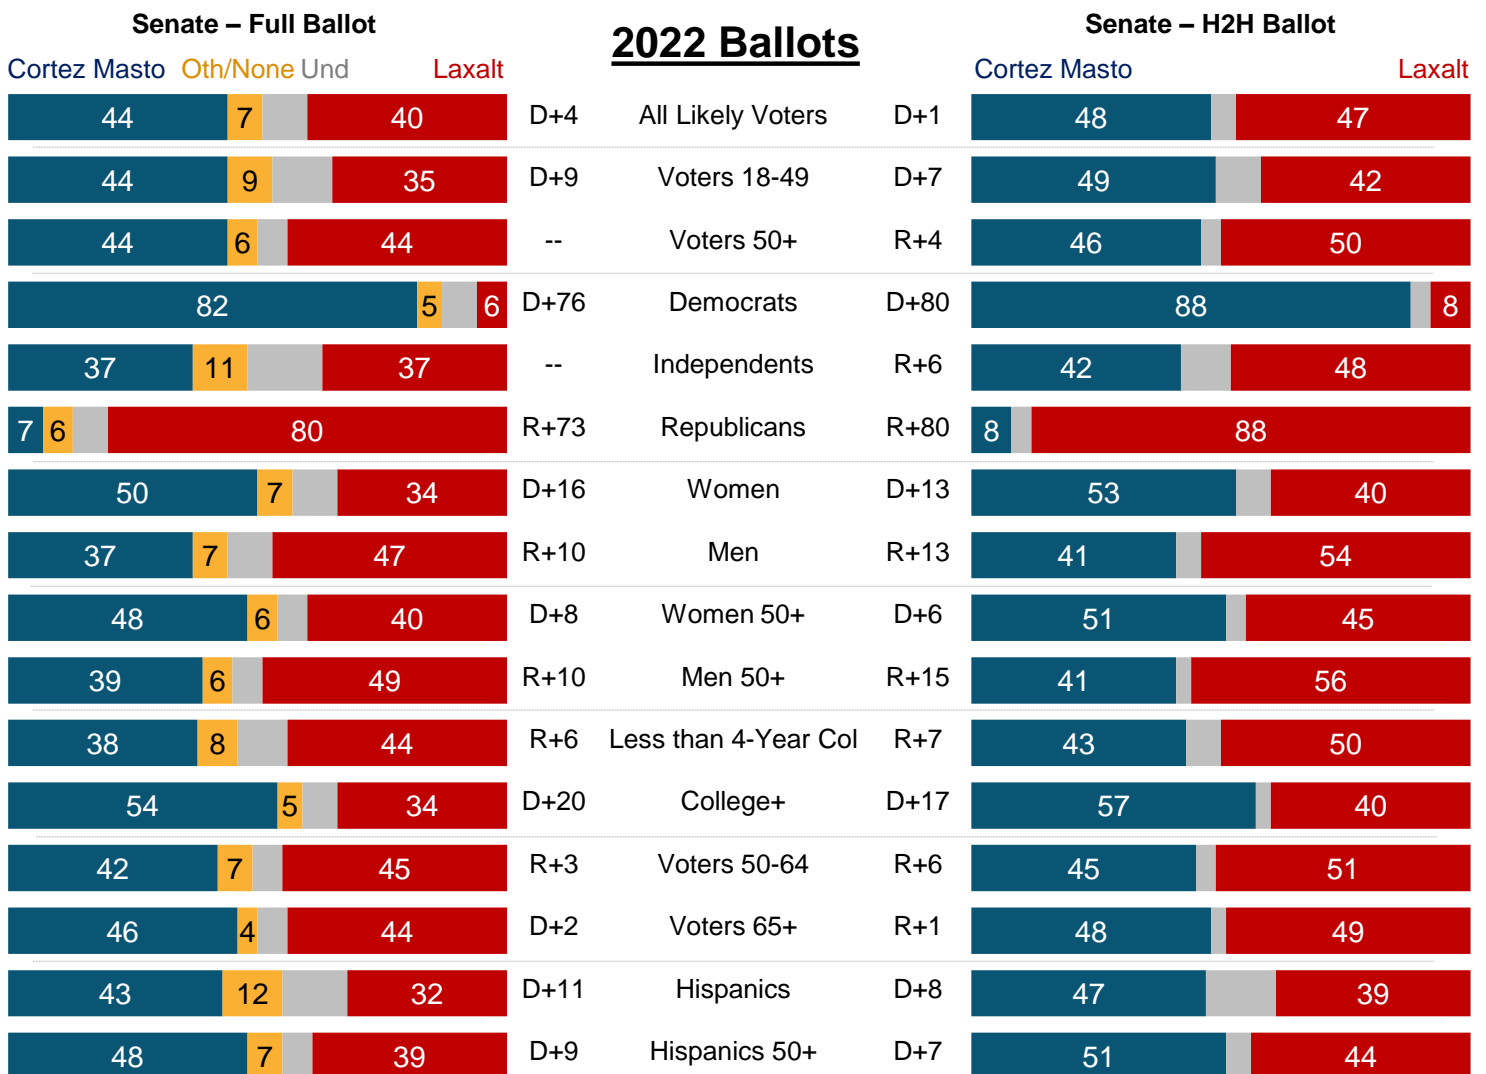 Senate – Full Ballot
2022 Ballots
Senate – H2H Ballot
Cortez Masto Oth/None Und Laxalt
Cortez Masto Laxalt
44 7 40 D+4 All Likely Voters D+1 48 47
44 9 35 D+9 Voters 18-49 D+7 49 42
44 6 44 -- Voters 50+ R+4 46 50
82 5 6 D+76 Democrats D+80 88 8
37 11 37 -- Independents R+6 42 48
7 6 80 R+73 Republicans R+80 8 88
50 7 34 D+16 Women D+13 53 40
37 7 47 R+10 Men R+13 41 54
48 6 40 D+8 Women 50+ D+6 51 45
39 6 49 R+10 Men 50+ R+15 41 56
38 8 44 R+6 Less than 4-Year Col R+7 43 50
54 5 34 D+20 College+ D+17 57 40
42 7 45 R+3 Voters 50-64 R+6 45 51
46 4 44 D+2 Voters 65+ R+1 48 49
43 12 32 D+11 Hispanics D+8 47 39
48 7 39 D+9 Hispanics 50+ D+7 51 44